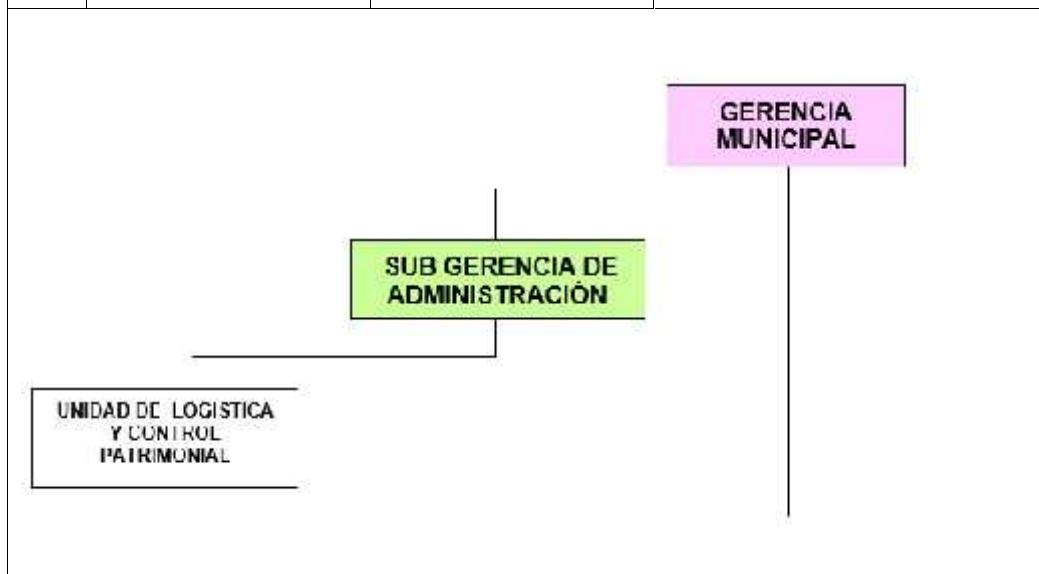 GERENCIA
MUNICIPAL
SUB GERENCIA DE
ADMINISTRACIÓN
UNIDAD DE LOGISTICA
Y CONTROL
PATRIMONIAL